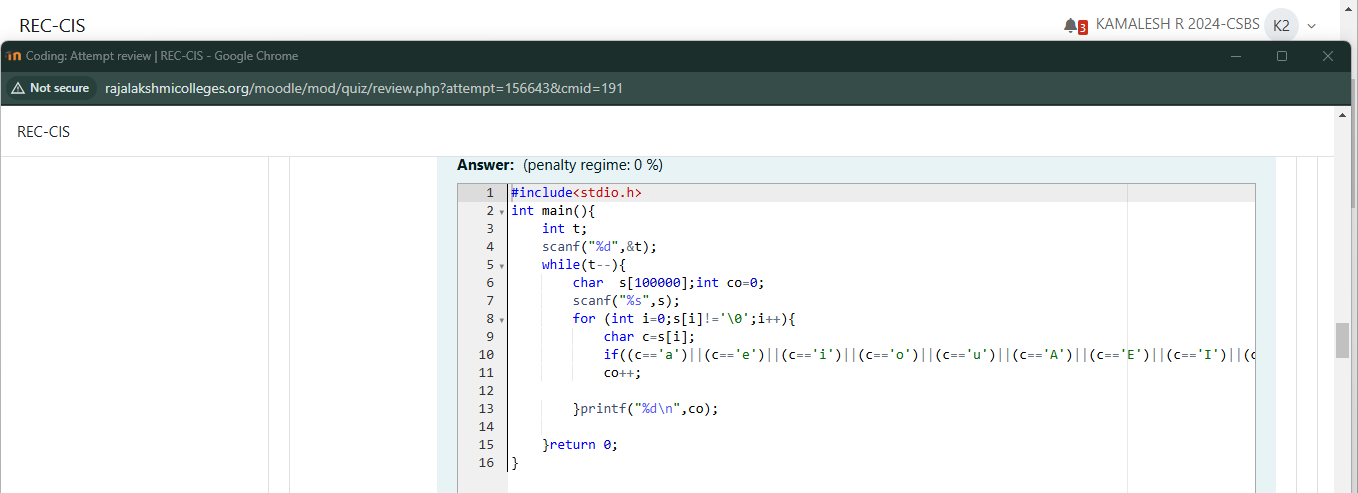 REC-CIS
3 KAMALESH R 2024-CSBS K2
Coding: Attempt review | REC-CIS - Google Chrome
Not secure rajalakshmicolleges.org/moodle/mod/quiz/review.php?attempt=156643&cmid=191
REC-CIS
Answer: (penalty regime: 0 %)
1 #include<stdio.h>
2 int main(){
3 int t;
4 scanf("%d",&t);
5 while(t--){
6 char  s[100000];int co=0;
7 scanf("%s",s);
8 for (int i=0;s[i]!='\0';i++){
9 char c=s[i];
10 if((c=='a')||(c=='e')||(c=='i')||(c=='o')||(c=='u')||(c=='A')||(c=='E')||(c=='I')||(c
11 co++;
12
13 }printf("%d\n",co);
14
15 }return 0;
16 }